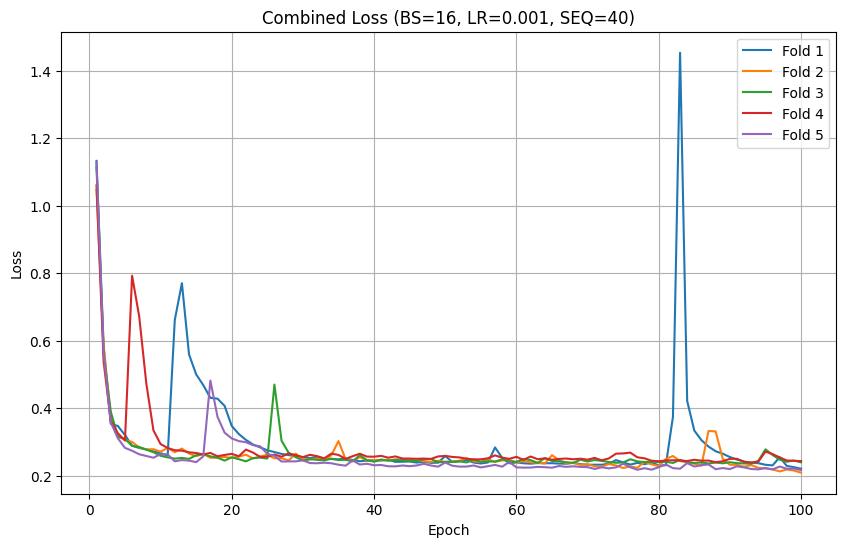 Combined Loss (BS=16, LR=0.001, SEQ=40)
Fold 1
Fold 2
Fold 3
Fold 4
Fold 5
Loss
1.4
1.2
1.0
0.8
0.6
0.4
0.2
0 20 40 60 80 100
Epoch